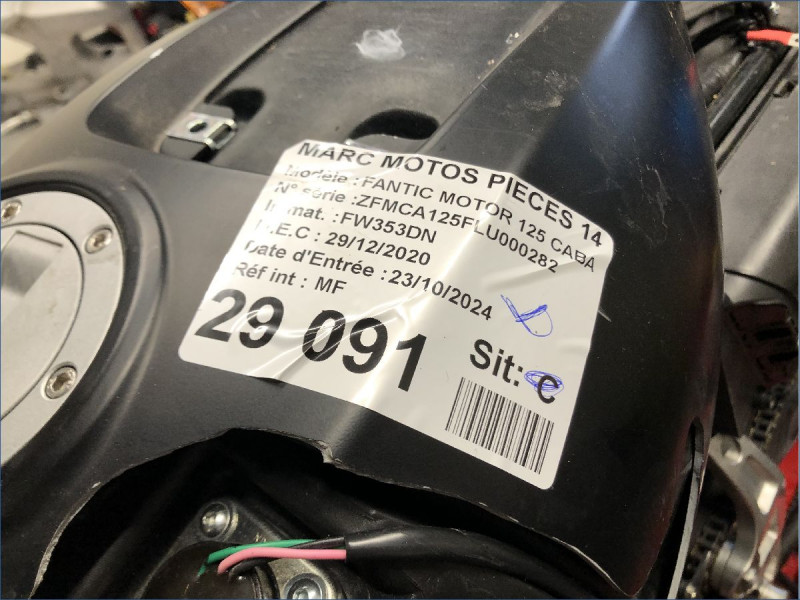 MARC MOTOS PIECES 14
Modèle : FANTIC MOTOR 125 CABA
N° série : ZFMCA125FLU000282
Immat. : FW353DN
D.E.C : 29/12/2020
Date d'Entrée : 23/10/2024
Réf int : MF
29 091
Sit: C